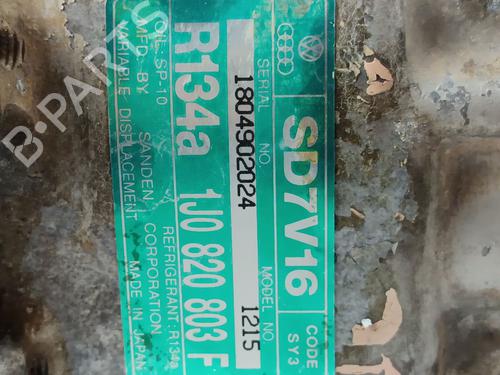 SD7V16
CODE
SY3
SERIAL NO.
MODEL NO.
1804902024
1215
R134a 1J0 820 803 F
OIL: SP-10
REFRIGERANT: R134a
MFD BY SANDEN CORPORATION
VARIABLE DISPLACEMENT
MADE IN JAPAN
B-PARTS